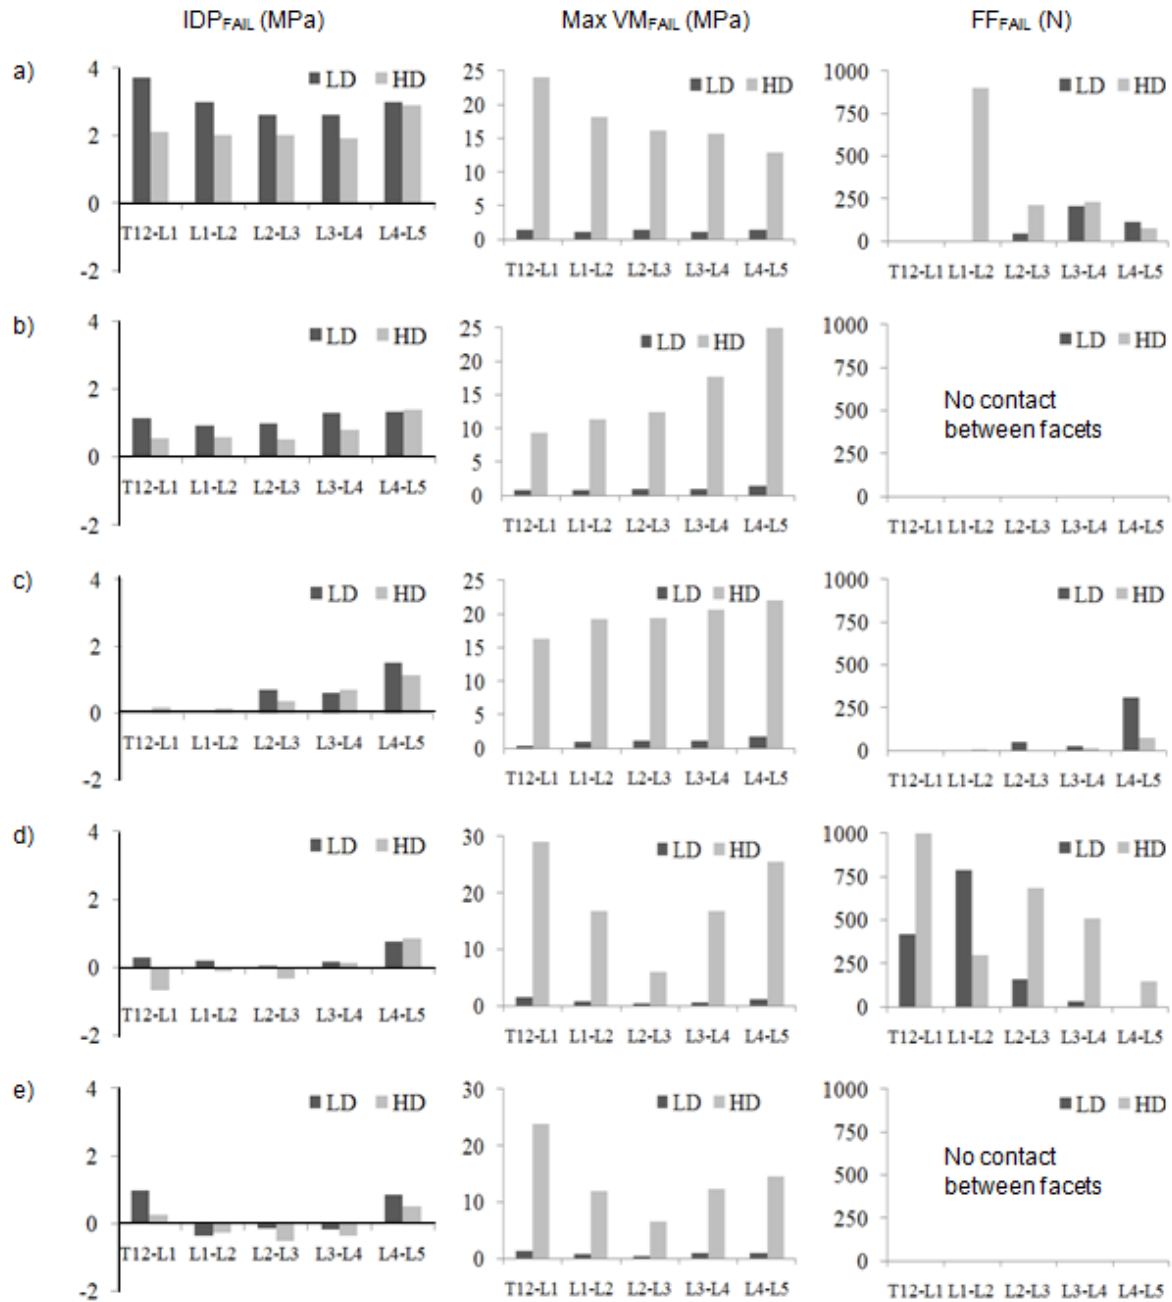 IDPFAIL (MPa) Max VMFAIL (MPa) FFFAIL (N)
a)
4
2
0
-2
LD HD
T12-L1 L1-L2 L2-L3 L3-L4 L4-L5
25
20
15
10
5
0
LD HD
T12-L1 L1-L2 L2-L3 L3-L4 L4-L5
1000
750
500
250
0
LD HD
T12-L1 L1-L2 L2-L3 L3-L4 L4-L5
b)
4
2
0
-2
LD HD
T12-L1 L1-L2 L2-L3 L3-L4 L4-L5
25
20
15
10
5
0
LD HD
T12-L1 L1-L2 L2-L3 L3-L4 L4-L5
1000
750
500
250
0
LD HD
No contact
between facets
T12-L1 L1-L2 L2-L3 L3-L4 L4-L5
c)
4
2
0
-2
LD HD
T12-L1 L1-L2 L2-L3 L3-L4 L4-L5
25
20
15
10
5
0
LD HD
T12-L1 L1-L2 L2-L3 L3-L4 L4-L5
1000
750
500
250
0
LD HD
T12-L1 L1-L2 L2-L3 L3-L4 L4-L5
d)
4
2
0
-2
LD HD
T12-L1 L1-L2 L2-L3 L3-L4 L4-L5
30
20
10
0
LD HD
T12-L1 L1-L2 L2-L3 L3-L4 L4-L5
1000
750
500
250
0
LD HD
T12-L1 L1-L2 L2-L3 L3-L4 L4-L5
e)
4
2
0
-2
LD HD
T12-L1 L1-L2 L2-L3 L3-L4 L4-L5
30
20
10
0
LD HD
T12-L1 L1-L2 L2-L3 L3-L4 L4-L5
1000
750
500
250
0
LD HD
No contact
between facets
T12-L1 L1-L2 L2-L3 L3-L4 L4-L5